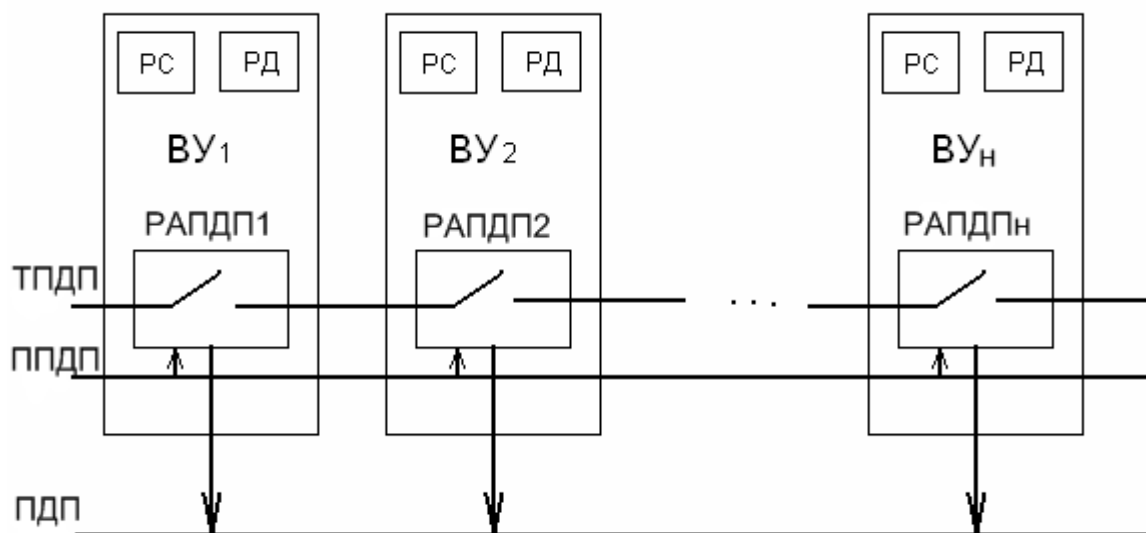 РС РД РС РД РС РД
ВУ1 ВУ2 ВУн
РАПДП1 РАПДП2 РАПДПн
ТПДП
. . .
ППДП
ПДП